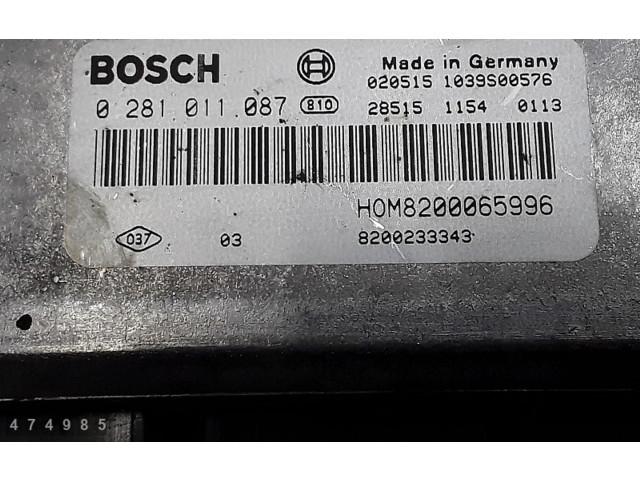 BOSCH Made in Germany
020515 1039S00576
0 281 011 087 810 28515 1154 0113
HOM8200065996
037 03 8200233343
474985